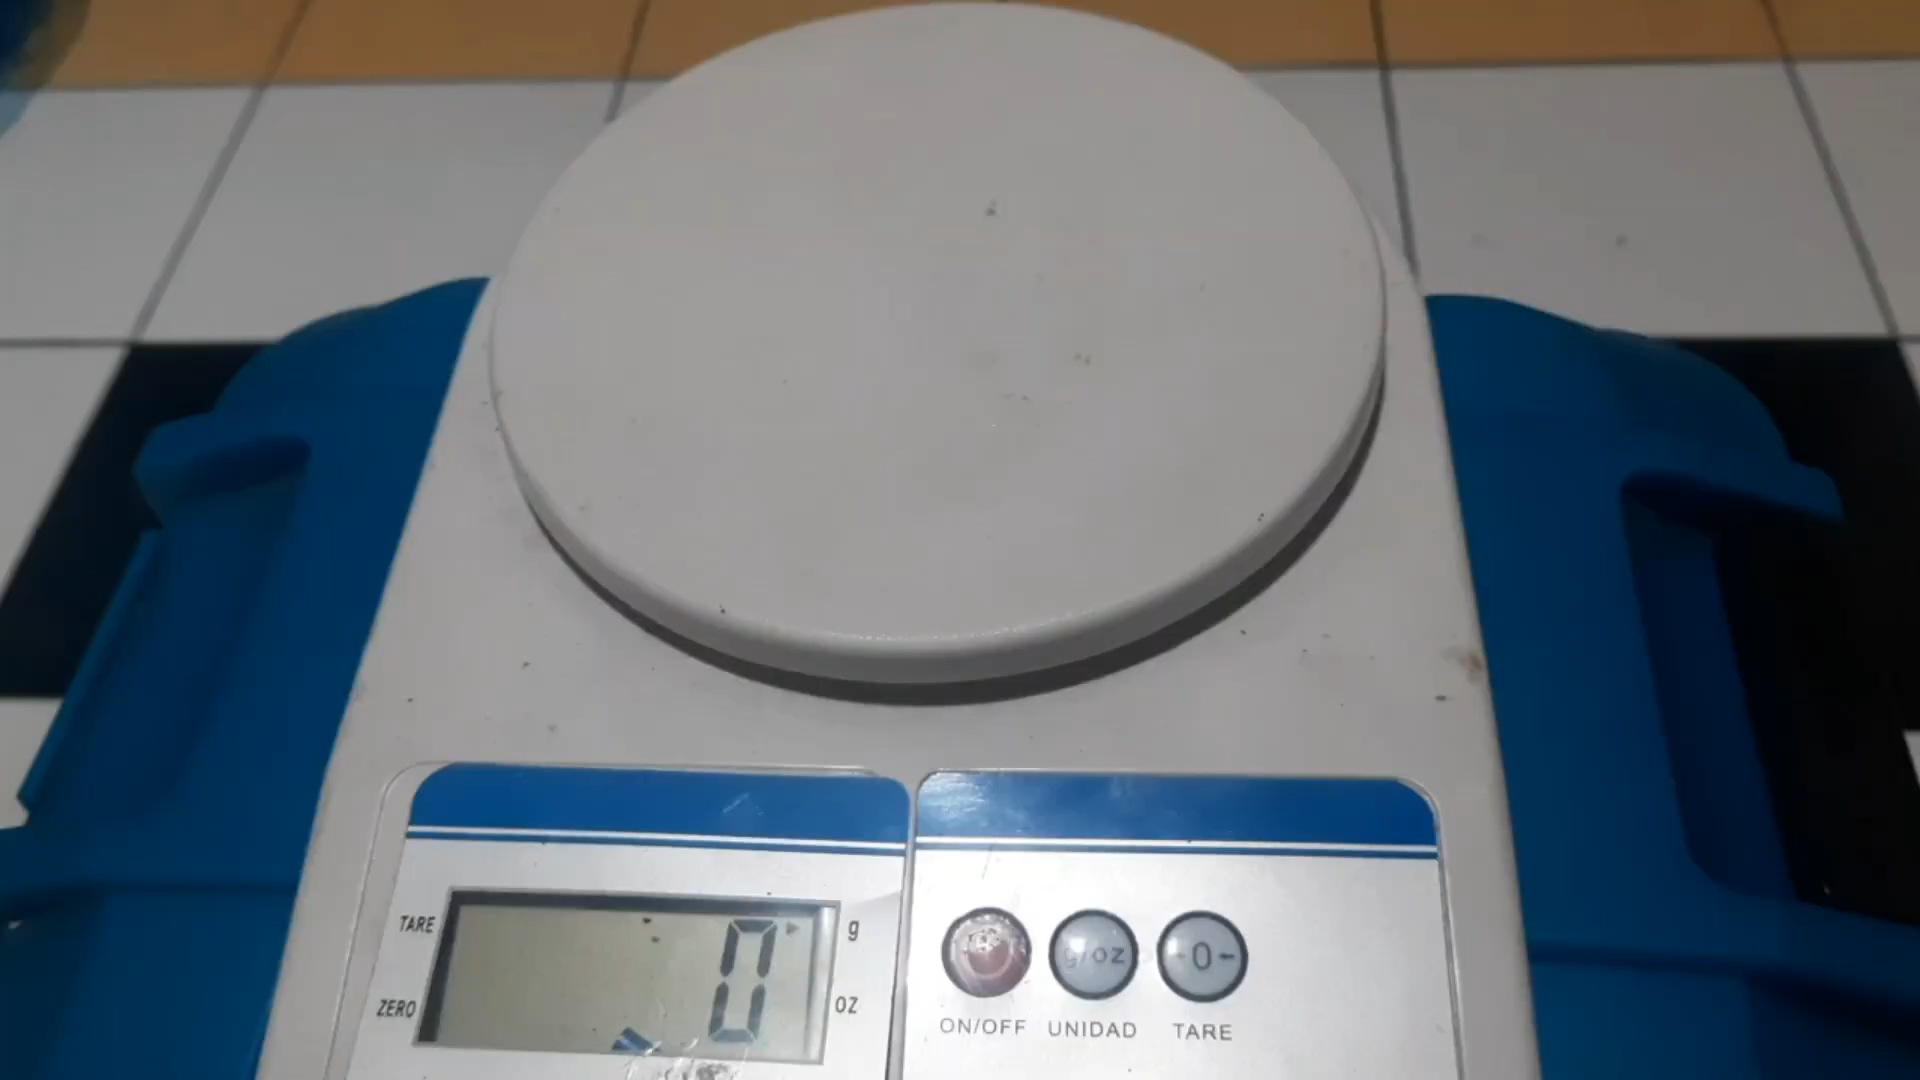 TARE
0
g
ZERO
oz
g/oz
→0←
ON/OFF UNIDAD TARE